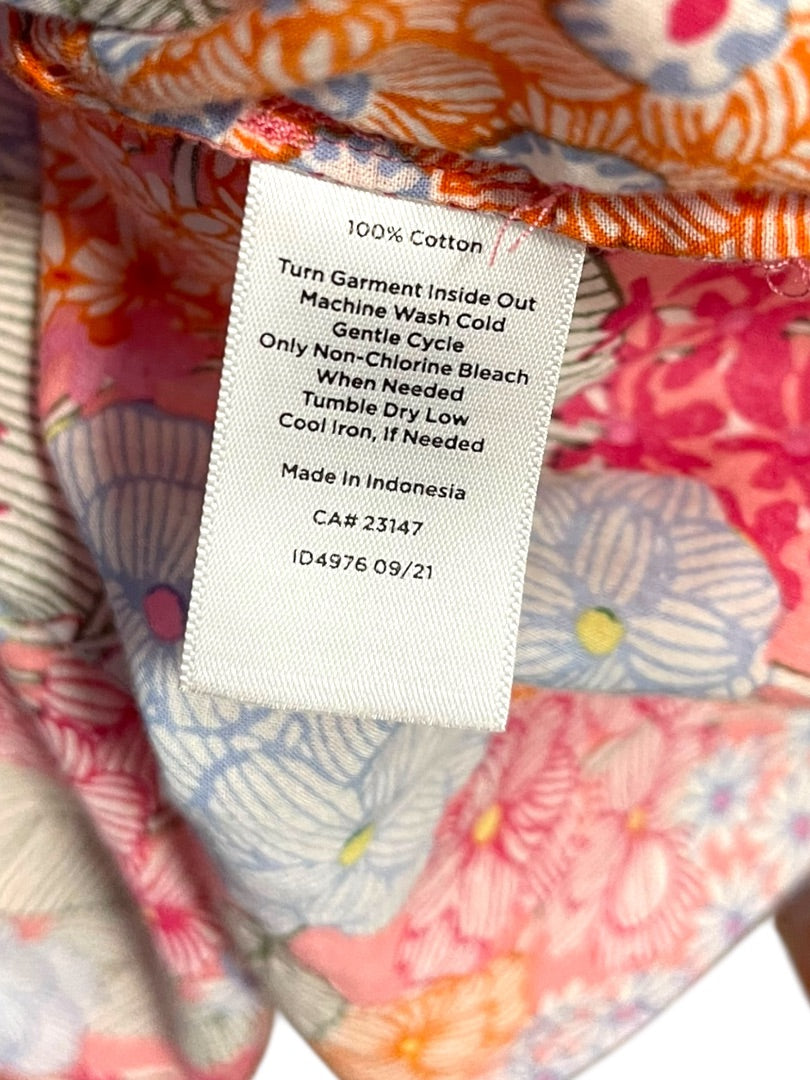 100% Cotton
Turn Garment Inside Out
Machine Wash Cold
Gentle Cycle
Only Non-Chlorine Bleach
When Needed
Tumble Dry Low
Cool Iron, If Needed
Made In Indonesia
CA# 23147
ID4976 09/21